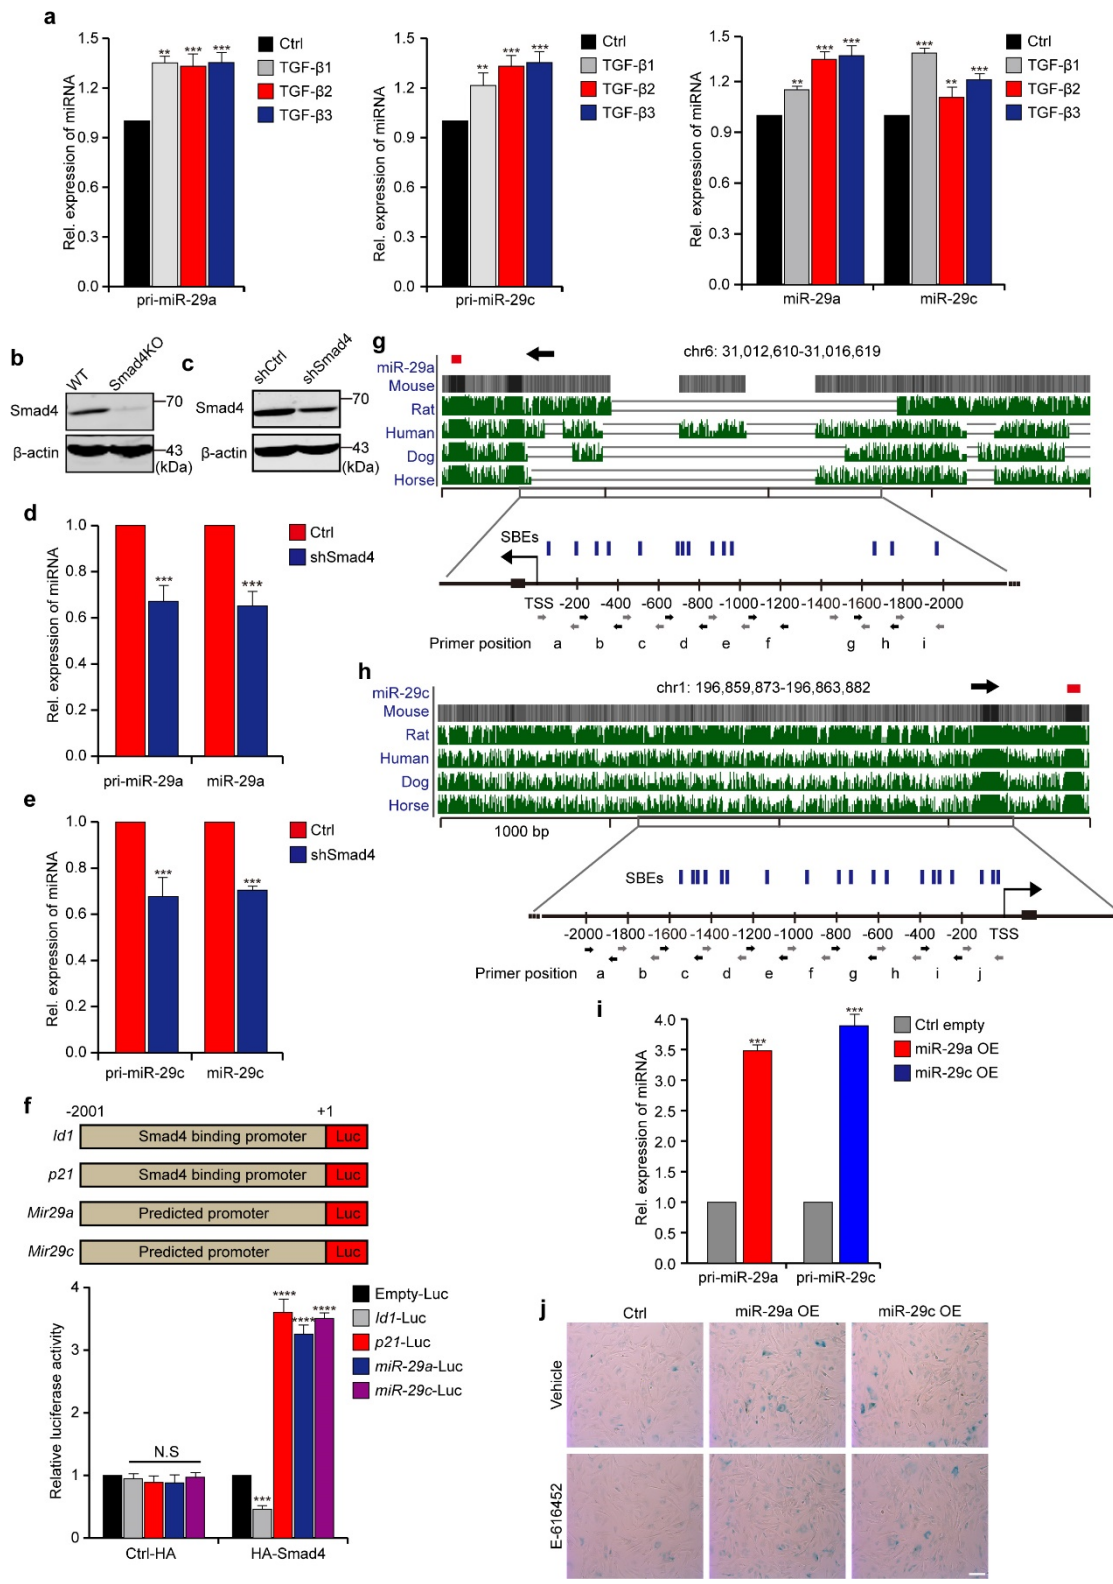 a
1.5
1.2
0.9
0.6
0.3
0.0
Rel. expression of miRNA
** *** ***
pri-miR-29a
Ctrl
TGF-β1
TGF-β2
TGF-β3
1.5
1.2
0.9
0.6
0.3
0.0
Rel. expression of miRNA
** *** ***
pri-miR-29c
Ctrl
TGF-β1
TGF-β2
TGF-β3
1.5
1.2
0.9
0.6
0.3
0.0
Rel. expression of miRNA
** *** *** *** ** ***
miR-29a miR-29c
Ctrl
TGF-β1
TGF-β2
TGF-β3
b
WT Smad4KO
Smad4
70
β-actin
43
(kDa)
c
shCtrl shSmad4
Smad4
70
β-actin
43
(kDa)
d
1.0
0.8
0.6
0.4
0.2
0.0
Rel. expression of miRNA
*** ***
pri-miR-29a miR-29a
Ctrl
shSmad4
e
1.0
0.8
0.6
0.4
0.2
0.0
Rel. expression of miRNA
*** ***
pri-miR-29c miR-29c
Ctrl
shSmad4
f
-2001 +1
Id1 Smad4 binding promoter Luc
p21 Smad4 binding promoter Luc
Mir29a Predicted promoter Luc
Mir29c Predicted promoter Luc
4
3
2
1
0
Relative luciferase activity
N.S
*** **** **** ****
Ctrl-HA HA-Smad4
Empty-Luc
Id1-Luc
p21-Luc
miR-29a-Luc
miR-29c-Luc
g
chr6: 31,012,610-31,016,619
miR-29a
Mouse
Rat
Human
Dog
Horse
SBEs
TSS -200 -400 -600 -800 -1000 -1200 -1400 -1600 -1800 -2000
Primer position a b c d e f g h i
h
chr1: 196,859,873-196,863,882
miR-29c
Mouse
Rat
Human
Dog
Horse
1000 bp
SBEs
-2000 -1800 -1600 -1400 -1200 -1000 -800 -600 -400 -200 TSS
Primer position a b c d e f g h i j
i
4.0
3.5
3.0
2.5
2.0
1.0
0.5
0.0
Rel. expression of miRNA
*** ***
pri-miR-29a pri-miR-29c
Ctrl empty
miR-29a OE
miR-29c OE
j
Ctrl miR-29a OE miR-29c OE
Vehicle
E-616452